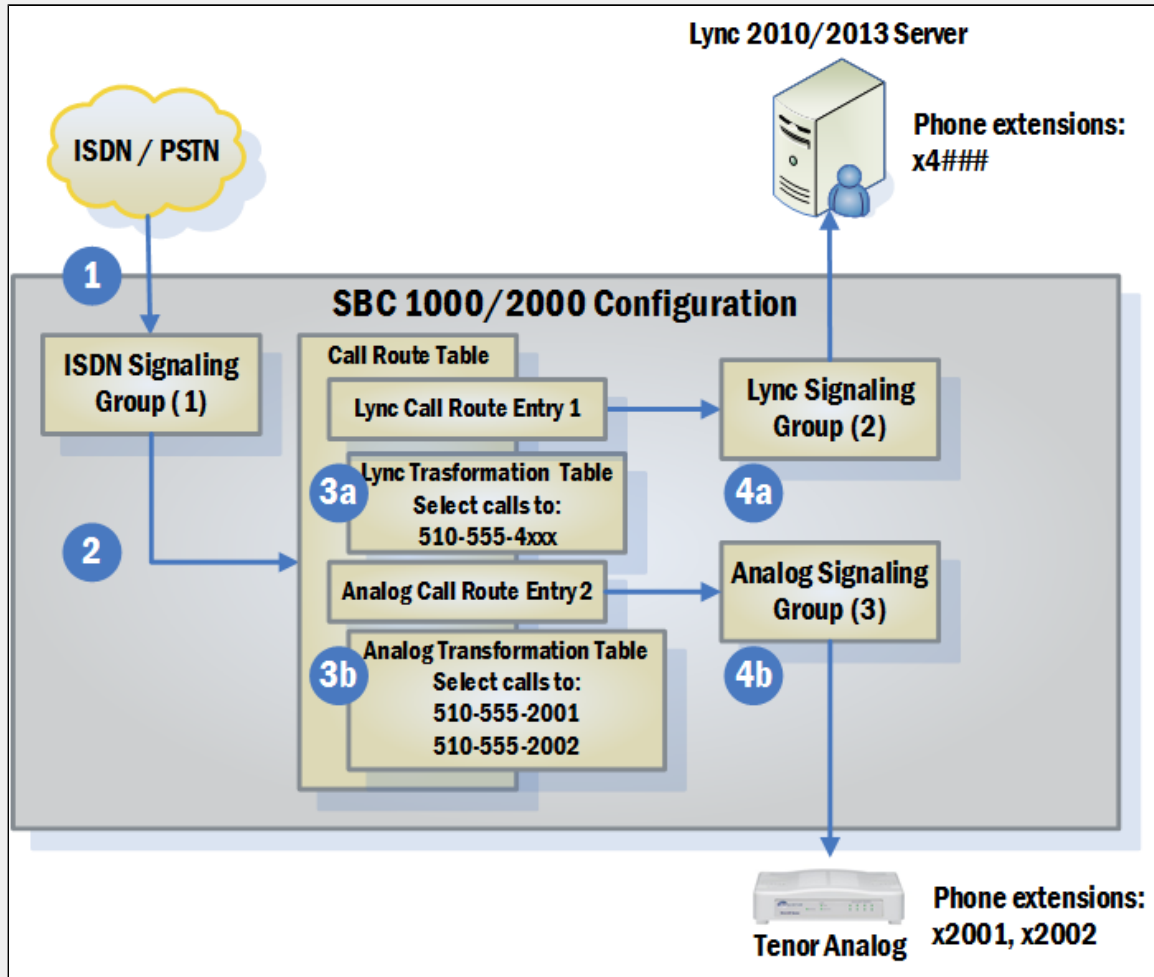 Lync 2010/2013 Server
ISDN / PSTN
Phone extensions:
x4###
1
SBC 1000/2000 Configuration
ISDN Signaling
Group (1)
Call Route Table
Lync Call Route Entry 1
Lync Signaling
Group (2)
3a
Lync Trasformation Table
Select calls to:
510-555-4xxx
4a
2
Analog Call Route Entry 2
Analog Signaling
Group (3)
3b
Analog Transformation Table
Select calls to:
510-555-2001
510-555-2002
4b
Tenor Analog
Phone extensions:
x2001, x2002